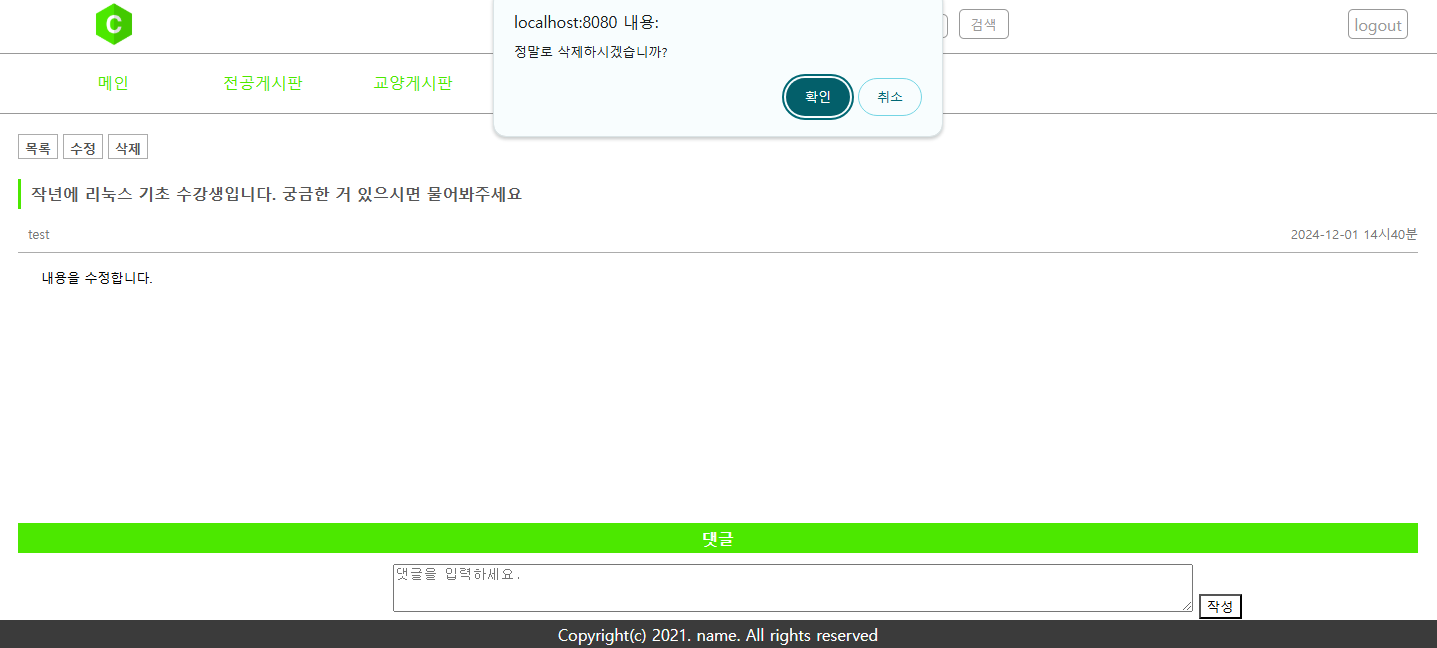 C
localhost:8080 내용:
정말로 삭제하시겠습니까?
확인 취소
검색
logout
메인 전공게시판 교양게시판
목록 수정 삭제
작년에 리눅스 기초 수강생입니다. 궁금한 거 있으시면 물어봐주세요
test 2024-12-01 14시40분
내용을 수정합니다.
댓글
댓글을 입력하세요.
작성
Copyright(c) 2021. name. All rights reserved